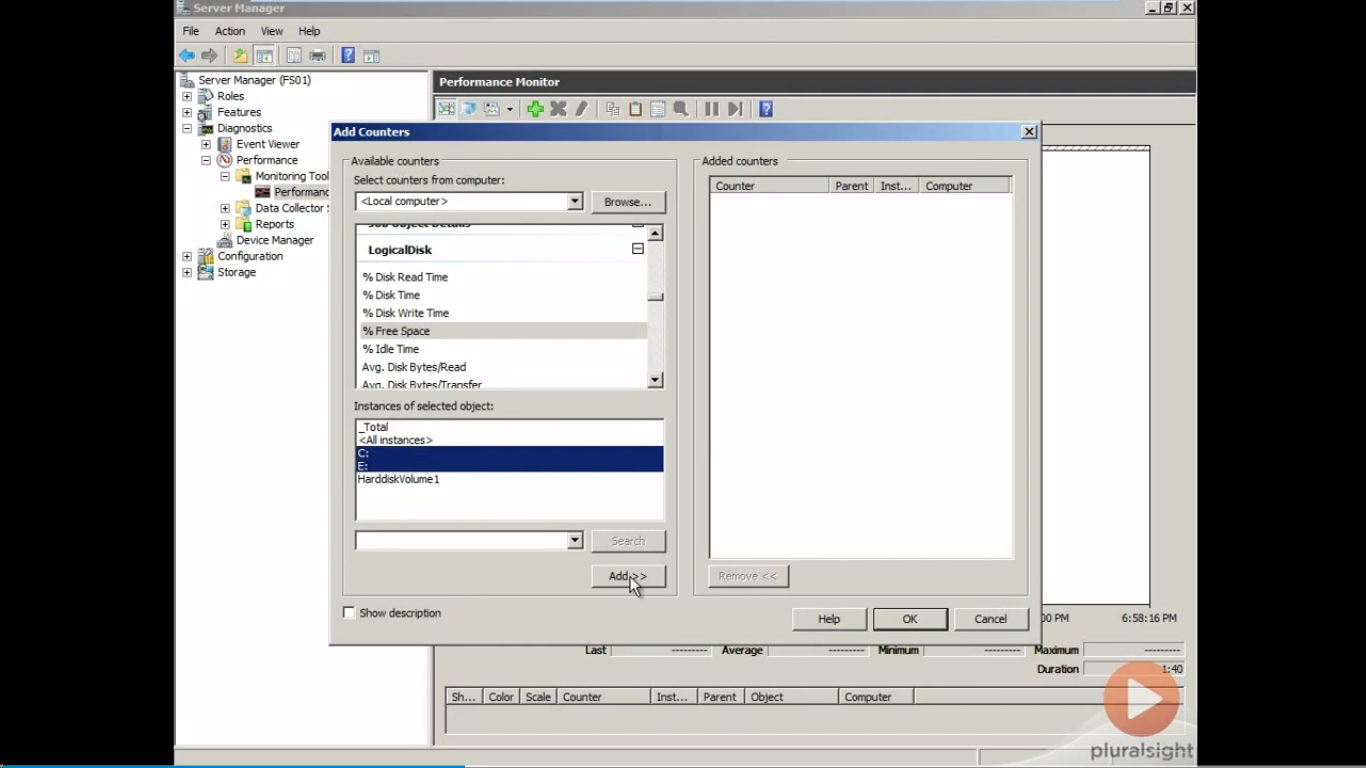 Server Manager
File Action View Help
Server Manager (FS01)
Roles
Features
Diagnostics
Event Viewer
Performance
Monitoring Tool
Performanc
Data Collector S
Reports
Device Manager
Configuration
Storage
Performance Monitor
Add Counters
Available counters
Select counters from computer:
<Local computer>
Browse...
Job Object Details
LogicalDisk
% Disk Read Time
% Disk Time
% Disk Write Time
% Free Space
% Idle Time
Avg. Disk Bytes/Read
Avg. Disk Bytes/Transfer
Instances of selected object:
_Total
<All instances>
C:
E:
HarddiskVolume1
Search
Add >>
Show description
Added counters
Counter Parent Inst... Computer
Remove <<
Help OK Cancel
00 PM 6:58:16 PM
Last --------- Average --------- Minimum --------- Maximum ---------
Duration 1:40
Sh... Color Scale Counter Inst... Parent Object Computer
pluralsight